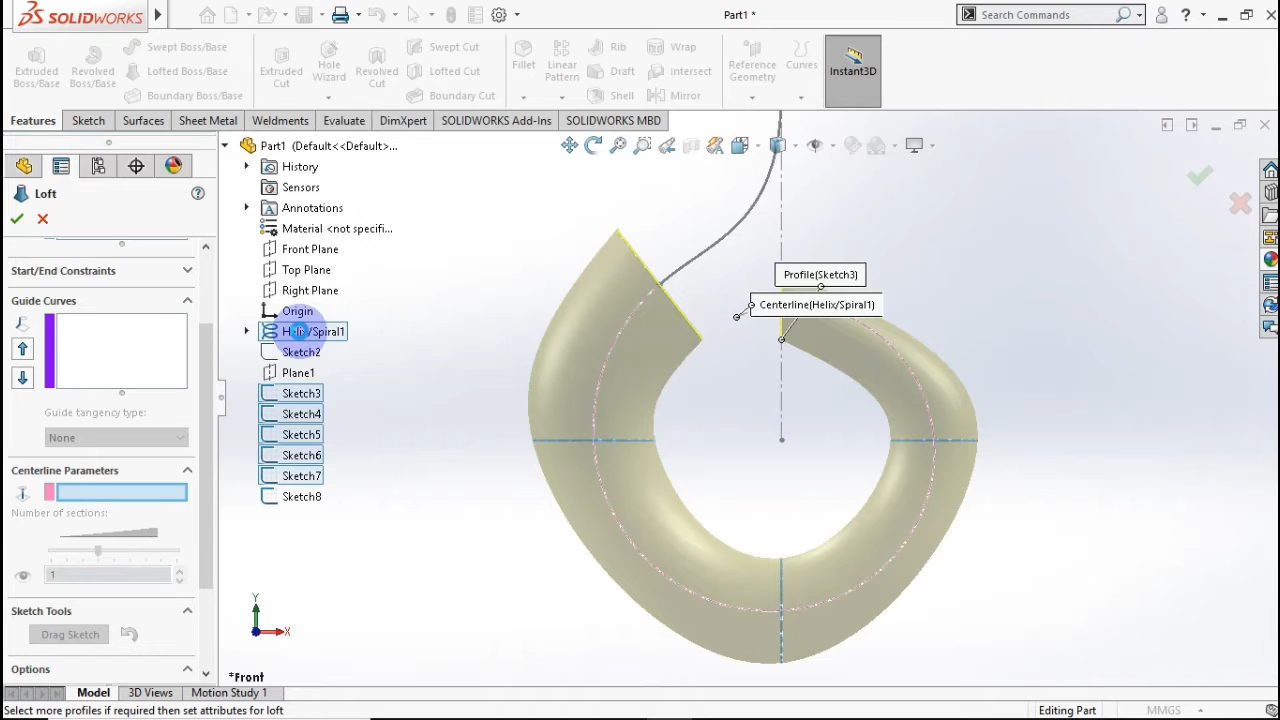 SOLIDWORKS
Part1 *
Search Commands
Extruded Boss/Base
Revolved Boss/Base
Swept Boss/Base
Lofted Boss/Base
Boundary Boss/Base
Extruded Cut
Hole Wizard
Revolved Cut
Swept Cut
Lofted Cut
Boundary Cut
Fillet
Linear Pattern
Rib
Draft
Shell
Wrap
Intersect
Mirror
Reference Geometry
Curves
Instant3D
Features
Sketch
Surfaces
Sheet Metal
Weldments
Evaluate
DimXpert
SOLIDWORKS Add-Ins
SOLIDWORKS MBD
Loft
Start/End Constraints
Guide Curves
Guide tangency type:
None
Centerline Parameters
Number of sections:
1
Sketch Tools
Drag Sketch
Options
Part1 (Default<<Default>...
History
Sensors
Annotations
Material <not specifi...
Front Plane
Top Plane
Right Plane
Origin
Helix/Spiral1
Sketch2
Plane1
Sketch3
Sketch4
Sketch5
Sketch6
Sketch7
Sketch8
Profile(Sketch3)
Centerline(Helix/Spiral1)
Y
X
*Front
Model
3D Views
Motion Study 1
Select more profiles if required then set attributes for loft
Editing Part
MMGS